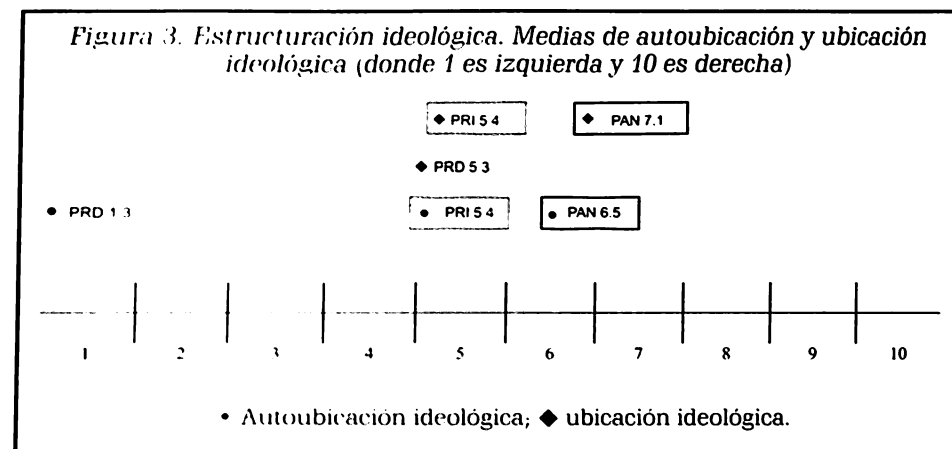 Figura 3. Estructuración ideológica. Medias de autoubicación y ubicación
ideológica (donde 1 es izquierda y 10 es derecha)
◆ PRI 5 4 ◆ PAN 7.1
◆ PRD 5 3
• PRD 1 3 • PRI 5 4 • PAN 6.5
1 2 3 4 5 6 7 8 9 10
• Autoubicación ideológica; ◆ ubicación ideológica.